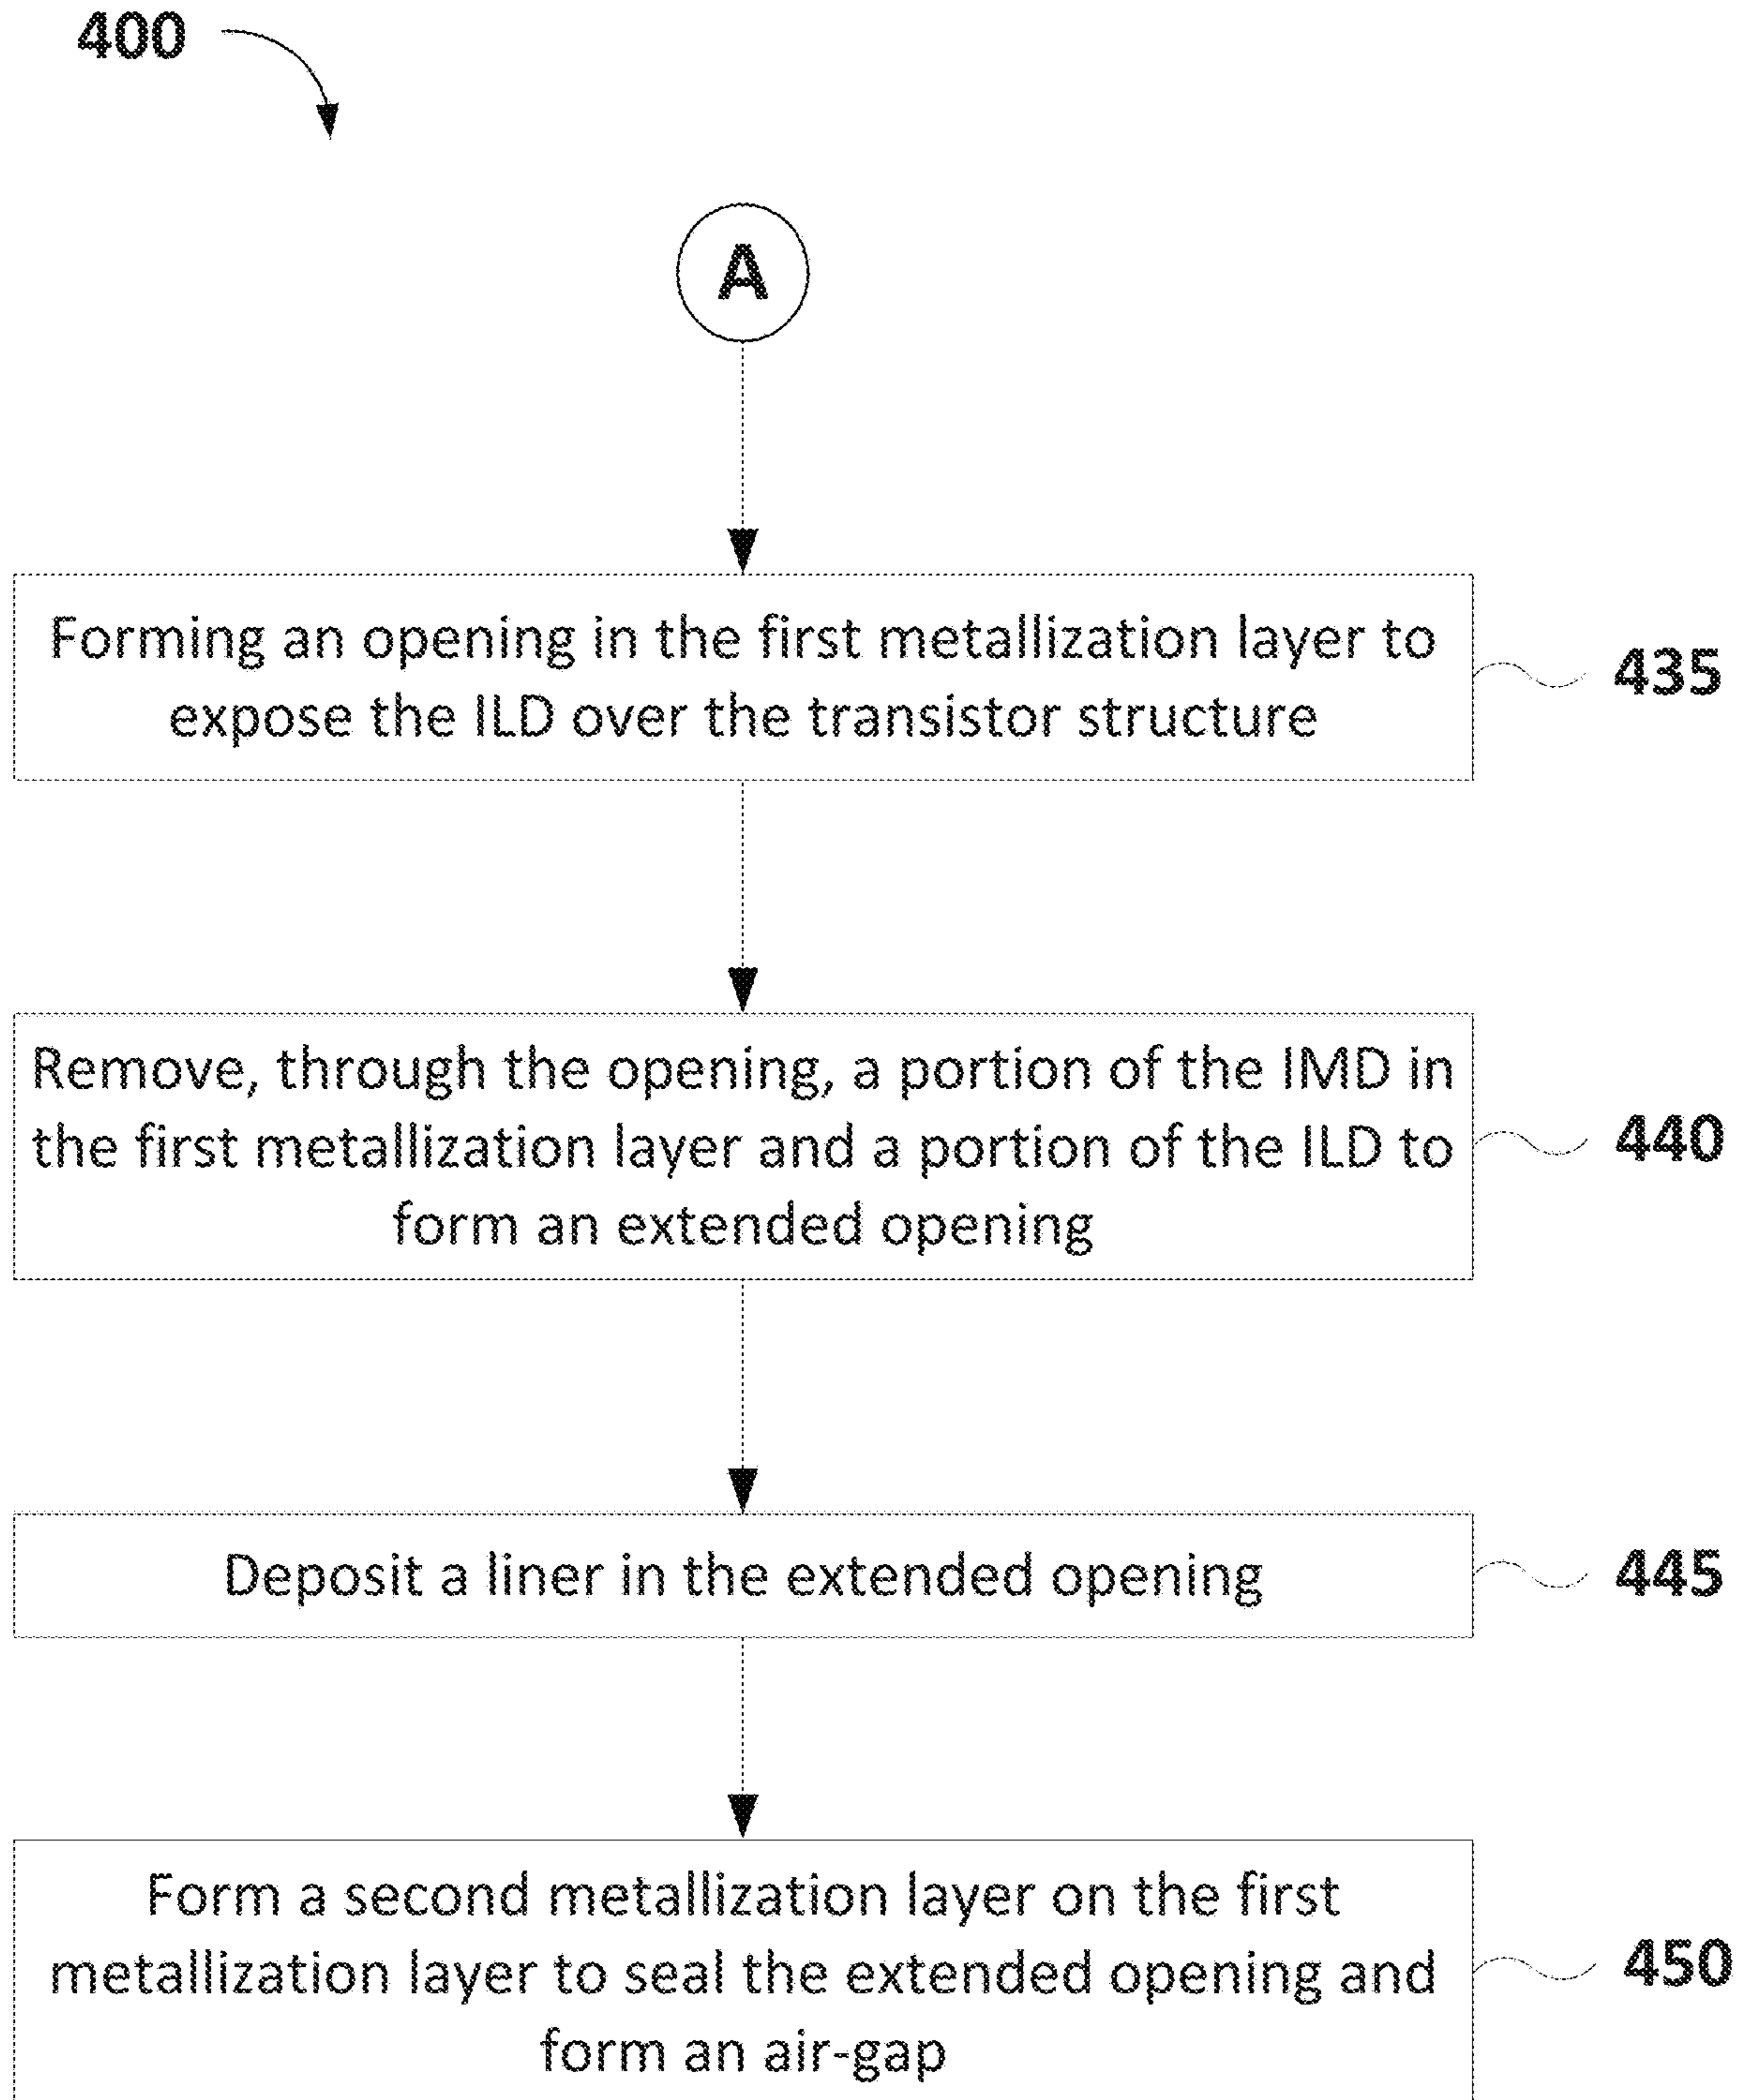 400
A
Forming an opening in the first metallization layer to
expose the ILD over the transistor structure
435
Remove, through the opening, a portion of the IMD in
the first metallization layer and a portion of the ILD to
form an extended opening
440
Deposit a liner in the extended opening
445
Form a second metallization layer on the first
metallization layer to seal the extended opening and
form an air-gap
450